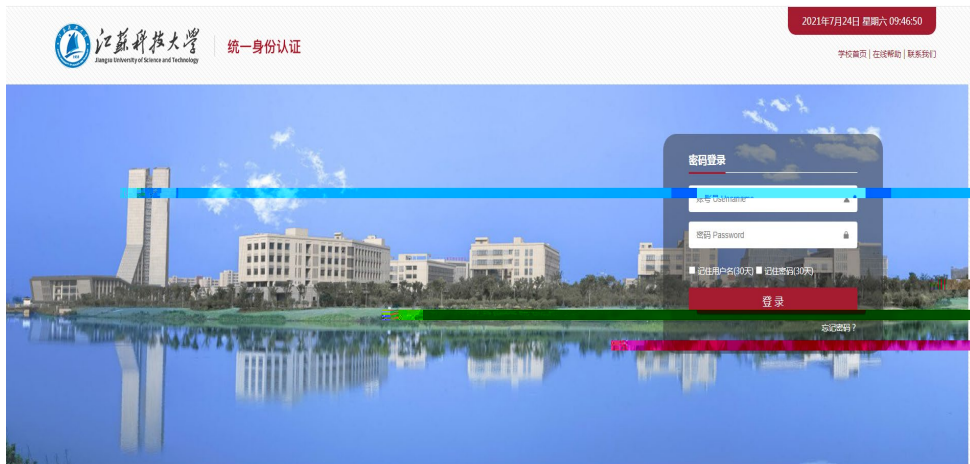 2021年7月24日 星期六 09:46:50
江苏科技大学
Jiangsu University of Science and Technology
统一身份认证
学校首页 | 在线帮助 | 联系我们
密码登录
账号 Username
密码 Password
记住用户名(30天) 记住密码(30天)
登 录
忘记密码？